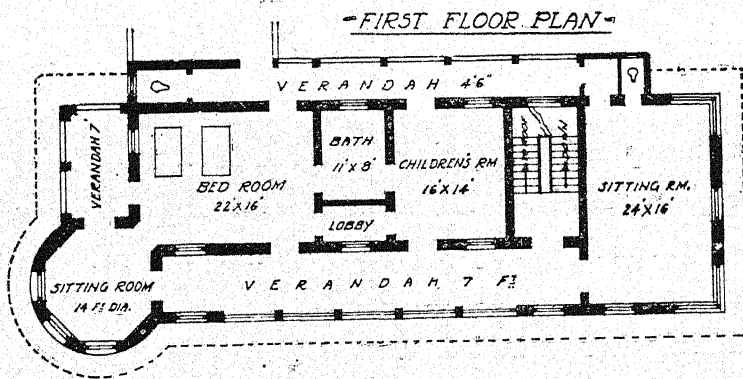 -FIRST FLOOR PLAN-
VERANDAH 4'6"
VERANDAH 7
BATH
11'X 8'
BED ROOM
22'X 16'
CHILDREN'S RM
16'X 14'
LOBBY
DOWN
SITTING RM.
24'X 16'
SITTING ROOM
14 FT DIA.
VERANDAH 7 FT